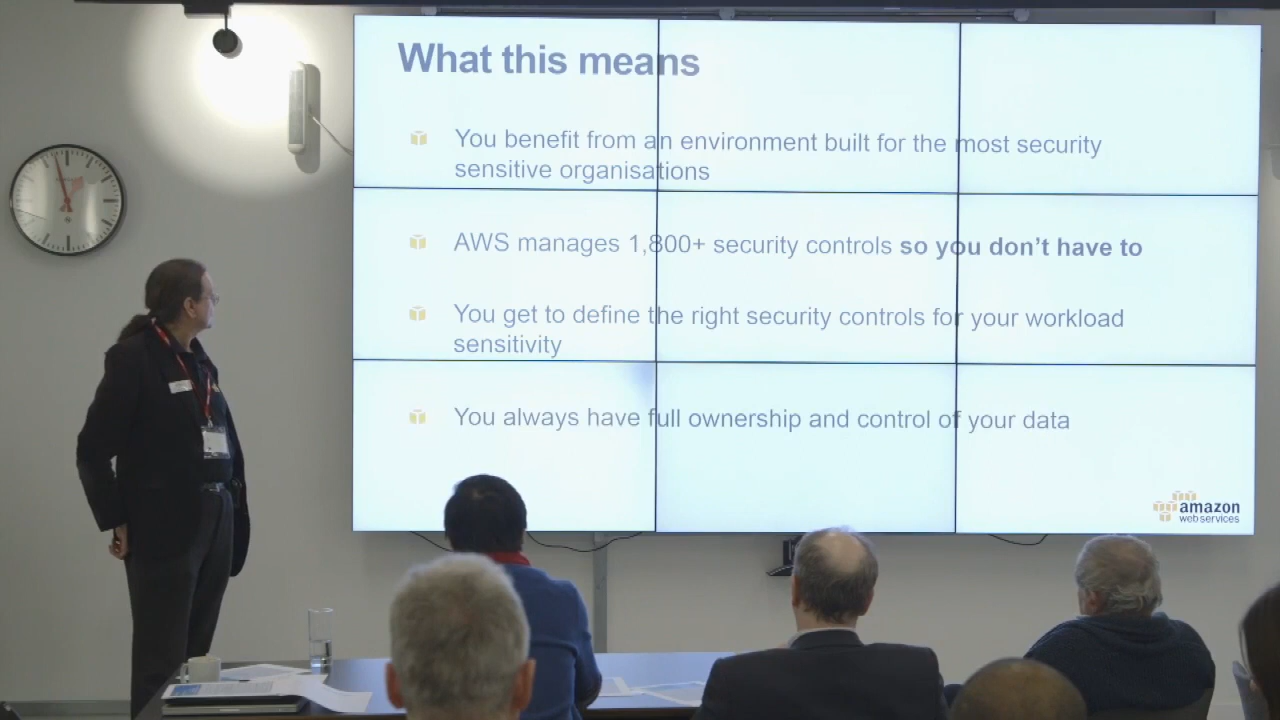 What this means
You benefit from an environment built for the most security
sensitive organisations
AWS manages 1,800+ security controls so you don't have to
You get to define the right security controls for your workload
sensitivity
You always have full ownership and control of your data
amazon
web services